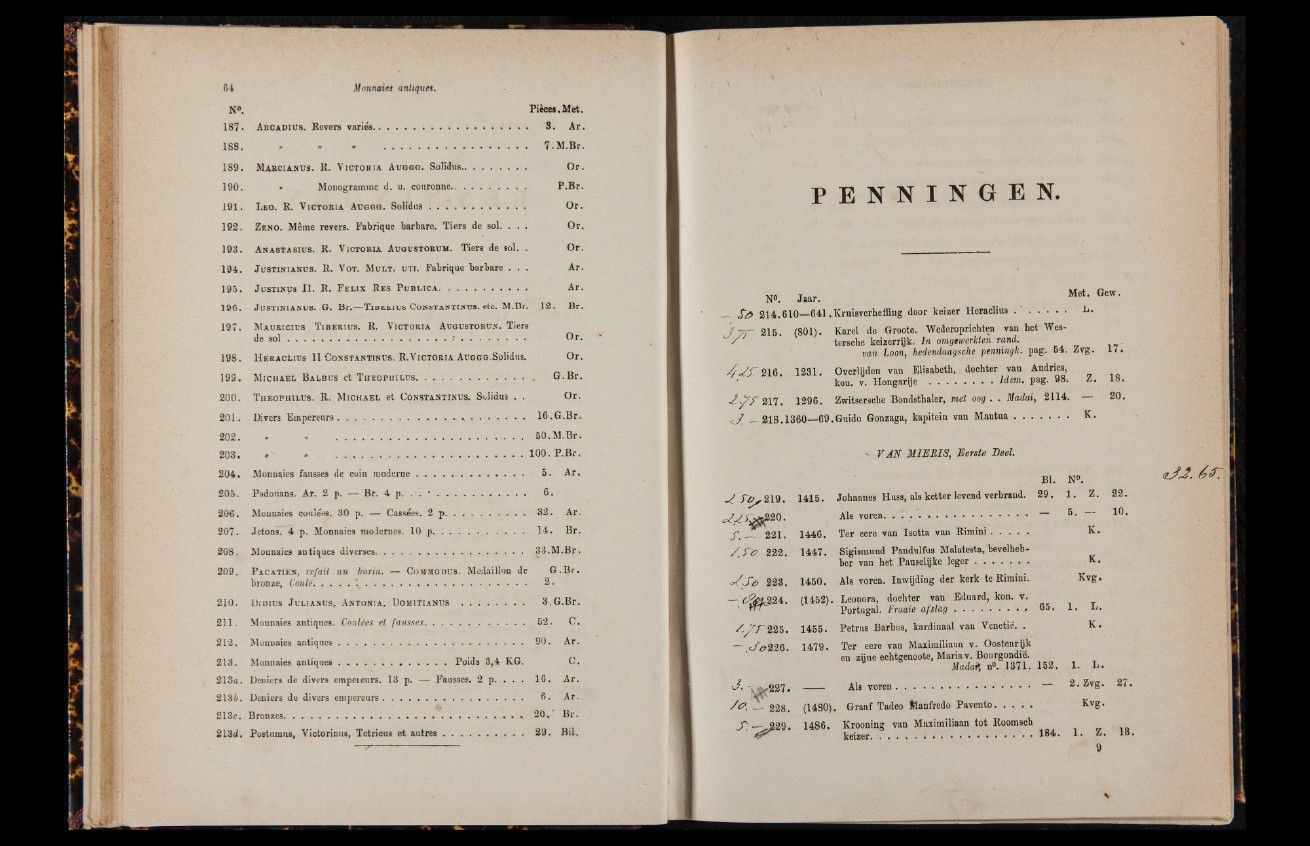 64 Monnaies antiques.
N°. Pièces. Met.
187. ARCADIUS. Revers variés. . . . . . . . . . . . . . . . . . . 3. Ar.
188. " " " . . . . . . . . . . . . . . . . . 7. M.Br.
189. MARCIANUS. R. VICTORIA AUGGG. Solidus. . . . . . . . . Or.
190. " Monogramme d. u. couronne. . . . . . . . . . P.Br.
191. LEO. R. VICTORIA AUGGG. Solidus . . . . . . . . . . . . Or.
192. ZENO. Même revers. Fabrique barbare. Tiers de sol. . . . Or.
193. ANASTASIUS. R. VICTORIA AUGUSTORUM. Tiers de sol. . Or.
194. JUSTINIANUS. R. VOT. MULT. UTI. Fabrique barbare . . . Ar.
195. JUSTINUS II. R. FELIX RES PUBLICA. . . . . . . . . . . Ar.
196. JUSTINIANUS. G. Br.—TIBERIUS CONSTANTINUS. etc. M.Br. 12. Br.
197. MAURICIUS TIBERIUS. R. VICTORIA AUGUSTORUN. Tiers
de sol . . . . . . . . . . . . . . . . . . . . . . . . . . . . Or.
198. HERACLIUS II CONSTANTINUS. R. VICTORIA AUGGG. Solidus. Or.
199. MICHAEL BALBUS et THEOPHILUS. . . . . . . . . . . . . . G.Br.
200. THEOPHILUS. R. MICHAEL et CONSTANTINUS. Solidus . . Or.
201. Divers Empereurs . . . . . . . . . . . . . . . . . . . . . . 16. G.Br.
202. " " . . . . . . . . . . . . . . . . . . . . . . 50. M.Br.
203. " " . . . . . . . . . . . . . . . . . . . . . . 100. P.Br.
204. Monnaies fausses de coin moderne . . . . . . . . . . . . . 5. Ar.
205. Padouans. Ar. 2 p. — Br. 4 p. . . . . . . . . . . . . . . 6.
206. Monnaies coulées. 30 p. — Cassées. 2 p. . . . . . . . . . 32. Ar.
207. Jetons. 4 p. Monnaies modernes. 10 p. . . . . . . . . . . 14. Br.
208. Monnaies antiques diverses. . . . . . . . . . . . . . . . . . 33. M.Br.
209. PACATIEN, refait au burin. — COMMODUS. Medaillon de G.Br.
bronze, Coulé. . . . . . . . . . . . . . . . . . . . . . . . . 2.
210. DIDIUS JULIANUS, ANTONIA, DOMITIANUS . . . . . . . . 3. G.Br.
211. Monnaies antiques. Coulées et fausses. . . . . . . . . . . . 52. C.
212. Monnaies antiques . . . . . . . . . . . . . . . . . . . . . . 90. Ar.
213. Monnaies antiques . . . . . . . . . . . . . Poids 3,4 KG. C.
213a. Deniers de divers empereurs. 13 p. — Fausses. 2 p. . . . 16. Ar.
213b. Deniers de divers empereurs . . . . . . . . . . . . . . . . . 6. Ar.
213c. Bronzes. . . . . . . . . . . . . . . . . . . . . . . . . . . . 20. Br.
213d. Postumus, Victorinus, Tetricus et autres . . . . . . . . . . 29. Bil.
PENNINGEN.
N°. Jaar. Met. Gew.
— 50 214. 610—641. Kruisverheffing door keizer Heraclius . . . . . . . L.
3 75 215. (801). Karel de Groote. Wederoprichten van het Wes-
tersche keizerrijk. In omgewerkten rand.
van Loon, hedendaagsche penningk. pag. 54. Zvg. 17.
4.25 216. 1231. Overlijden van Elisabeth, dochter van Andries,
kon. v. Hongarije . . . . . . . . Idem. pag. 98. Z. 18.
2.75 217. 1296. Zwitsersche Bondsthaler, met oog . . Madai, 2114. — 20.
3. — 218. 1360—69. Guido Gonzaga, kapitein van Mantua . . . . . . . K.
VAN MIERIS, Eerste Deel.
32.65.
Bl. N°.
2 50 219. 1415. Johannes Huss, als ketter levend verbrand. 29. 1. Z. 22.
220. Als voren. . . . . . . . . . . . . . . . . . — 5. — 10.
5. — 221. 1446. Ter eere van Isotta van Rimini . . . . . K.
1.50 222. 1447. Sigismund Pandulfus Malatesta, bevelheb-
ber van het Pauselijke leger . . . . . . . K.
2.50 223. 1450. Als voren. Inwijding der kerk te Rimini. Kvg.
224. (1452). Leonora, dochter van Eduard, kon. v.
Portugal. Fraaie afslag . . . . . . . . . 65. 1. L.
1.75 225. 1455. Petrus Barbus, kardinaal van Venetië. . K.
— 50 226. 1479. Ter eere van Maximiliaan v. Oostenrijk
en zijne echtgenoote, Maria v. Bourgondië.
Madai, n°. 1371. 152. 1. L.
3. — 227. —— Als voren . . . . . . . . . . . . . . . . — 2. Zvg. 27.
10. — 228. (1480). Graaf Tadeo Manfredo Pavento. . . . . Kvg.
5. — 229. 1486. Krooning van Maximiliaan tot Roomsch
keizer. . . . . . . . . . . . . . . . . . . . 184. 1. Z. 13.
9